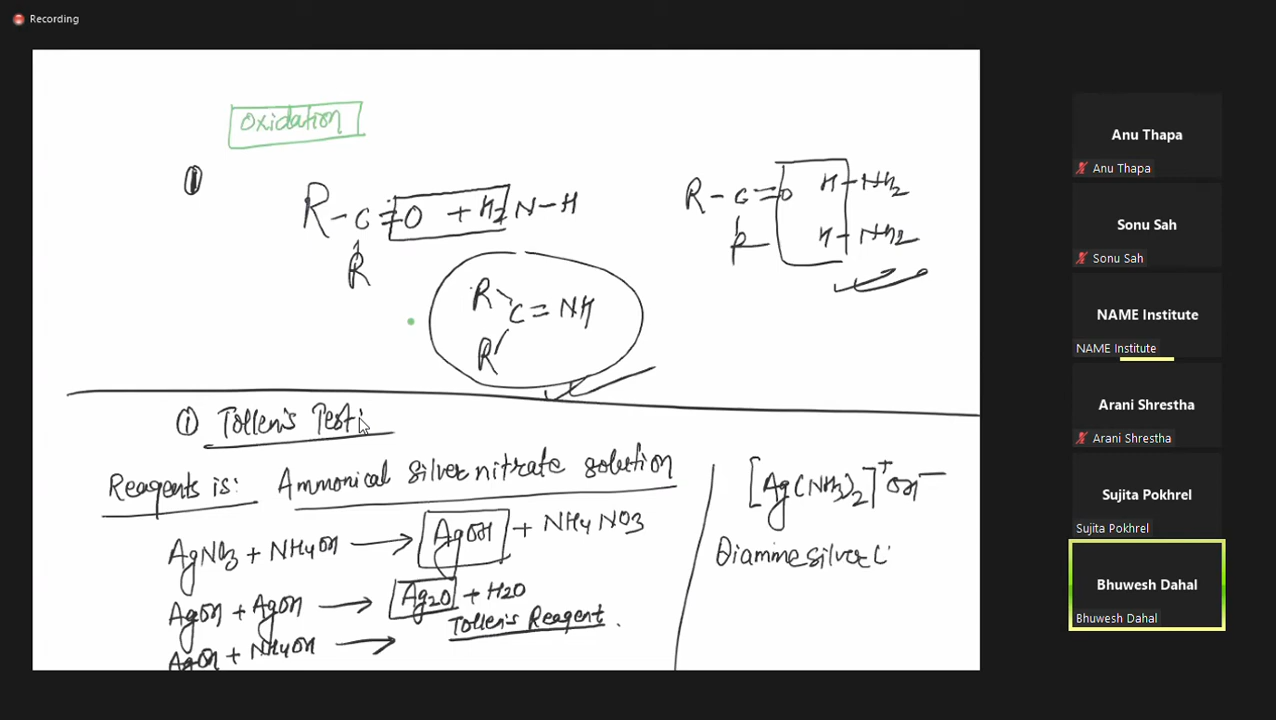 Recording
Oxidation
①
R-C=O + H2 N-H
R
R-C=O H-NH2
R H-NH2
R
C=NH
R
① Tollen's Test:
Reagents is: Ammonical silver nitrate solution
AgNO3 + NH4OH → AgOH + NH4NO3
AgOH + AgOH → Ag2O + H2O
Tollen's Reagent.
AgOH + NH4OH →
[Ag(NH3)2]+OH-
Diamine silver (
Anu Thapa
Anu Thapa
Sonu Sah
Sonu Sah
NAME Institute
NAME Institute
Arani Shrestha
Arani Shrestha
Sujita Pokhrel
Sujita Pokhrel
Bhuwesh Dahal
Bhuwesh Dahal